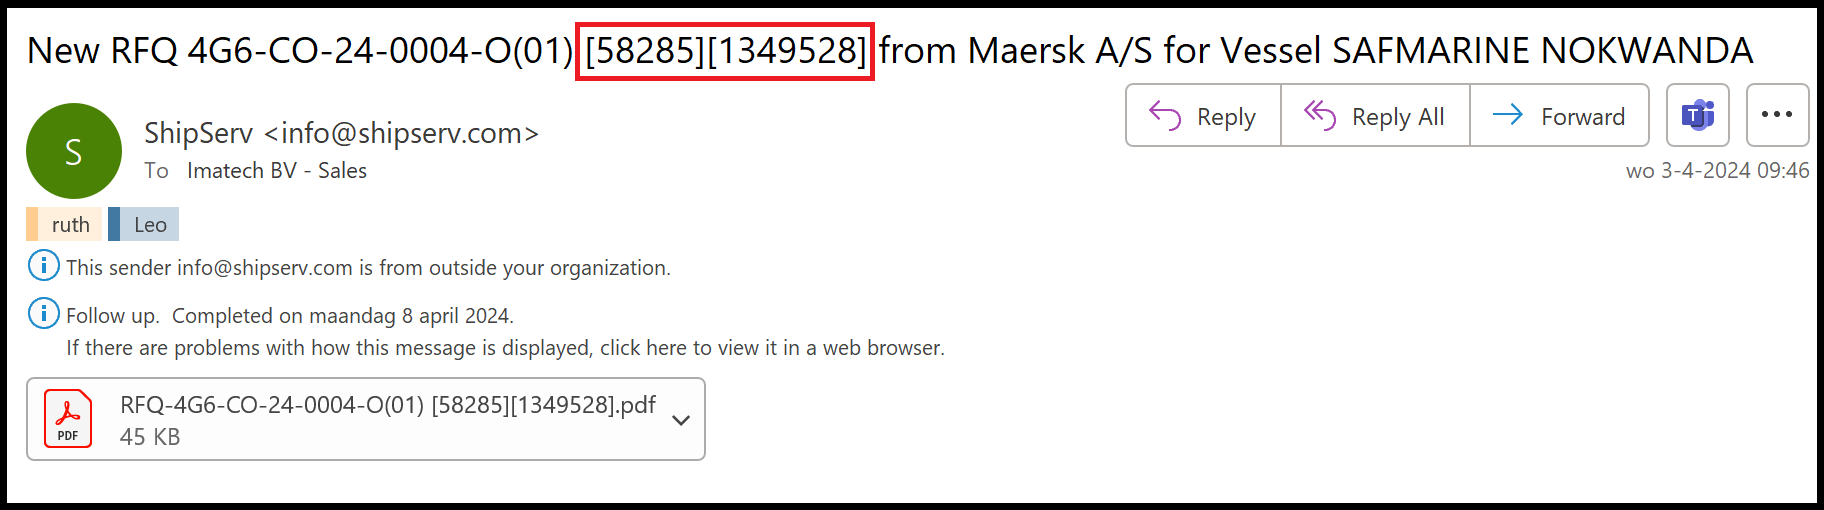 New RFQ 4G6-CO-24-0004-O(01) [58285][1349528] from Maersk A/S for Vessel SAFMARINE NOKWANDA
Reply
Reply All
Forward
S
ShipServ <info@shipserv.com>
To Imatech BV - Sales
wo 3-4-2024 09:46
ruth
Leo
This sender info@shipserv.com is from outside your organization.
Follow up. Completed on maandag 8 april 2024.
If there are problems with how this message is displayed, click here to view it in a web browser.
PDF
RFQ-4G6-CO-24-0004-O(01) [58285][1349528].pdf
45 KB